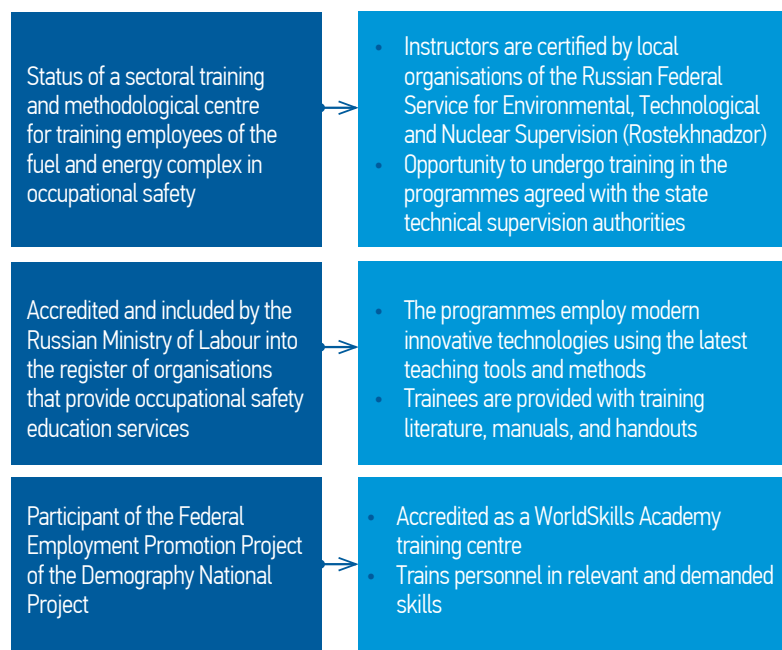 Status of a sectoral training
and methodological centre
for training employees of the
fuel and energy complex in
occupational safety
• Instructors are certified by local
organisations of the Russian Federal
Service for Environmental, Technological
and Nuclear Supervision (Rostekhnadzor)
• Opportunity to undergo training in the
programmes agreed with the state
technical supervision authorities
Accredited and included by the
Russian Ministry of Labour into
the register of organisations
that provide occupational safety
education services
• The programmes employ modern
innovative technologies using the latest
teaching tools and methods
• Trainees are provided with training
literature, manuals, and handouts
Participant of the Federal
Employment Promotion Project
of the Demography National
Project
• Accredited as a WorldSkills Academy
training centre
• Trains personnel in relevant and demanded
skills